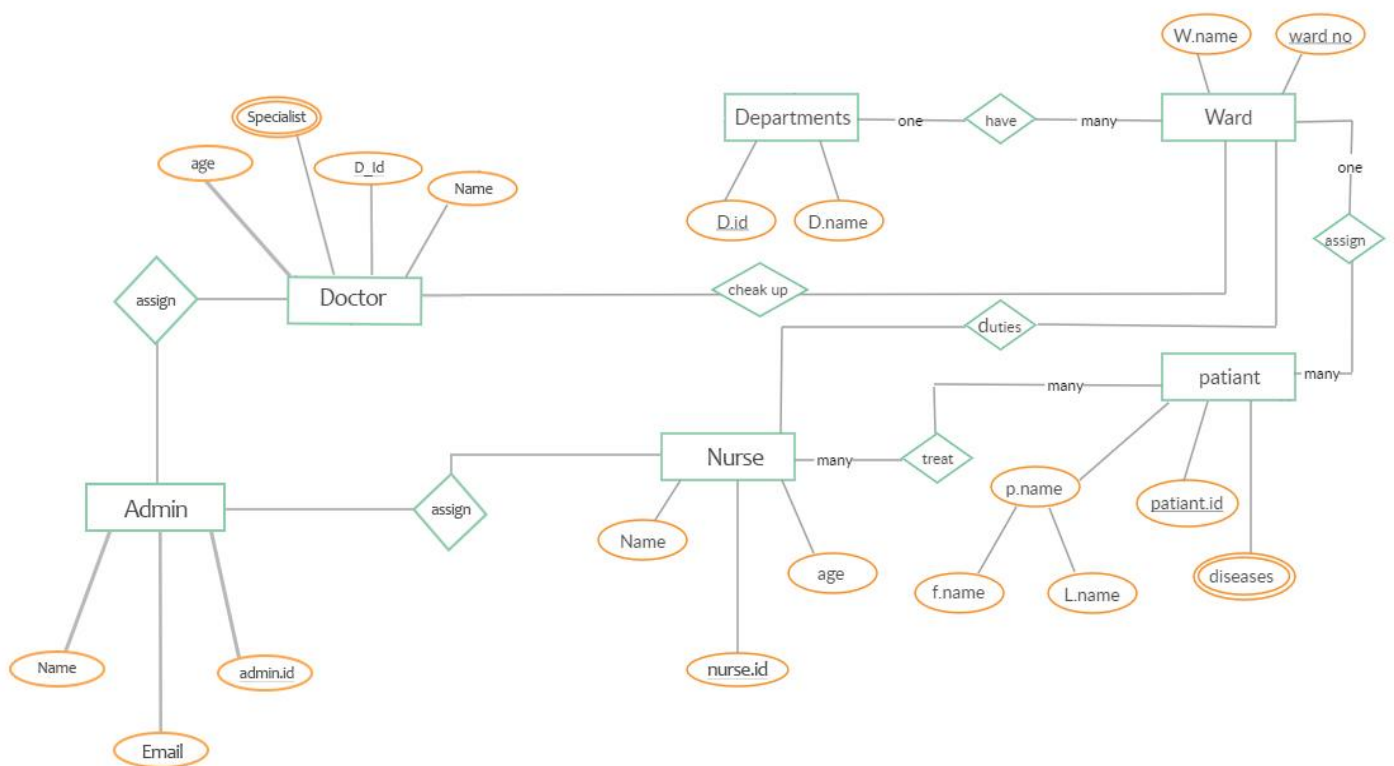 W.name
ward no
Specialist
Departments
one
have
many
Ward
age
D_Id
Name
one
D.id
D.name
assign
assign
Doctor
cheak up
duties
patiant
many
many
Nurse
many
treat
p.name
Admin
assign
patiant.id
Name
age
diseases
f.name
L.name
Name
admin.id
nurse.id
Email